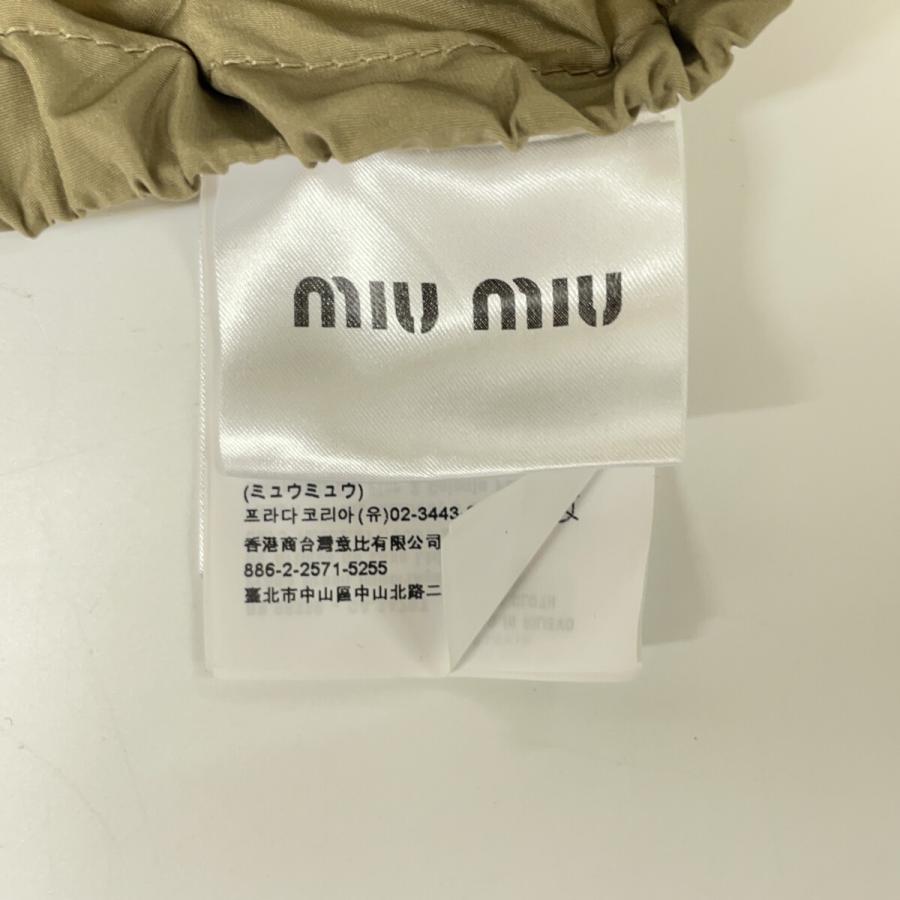 miu miu
(ミュウミュウ)
프라다코리아(유)02-3443-
香港商台灣意比有限公司
886-2-2571-5255
臺北市中山區中山北路二